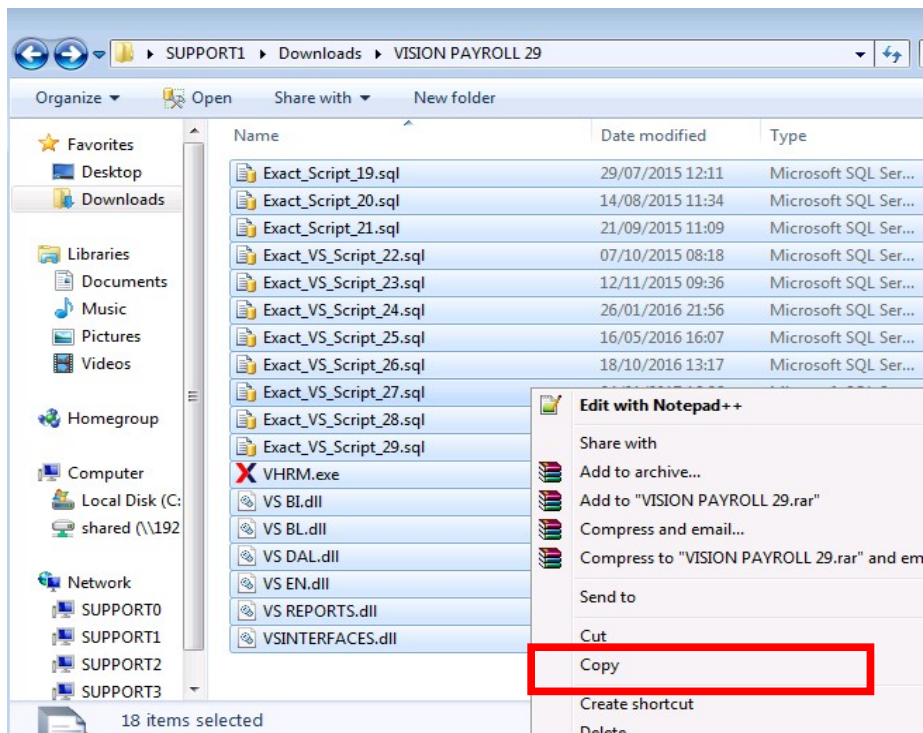 SUPPORT1 Downloads VISION PAYROLL 29
Organize Open Share with New folder
Name Date modified Type
Favorites
Desktop
Downloads
Libraries
Documents
Music
Pictures
Videos
Homegroup
Computer
Local Disk (C:
shared (\\192
Network
SUPPORT0
SUPPORT1
SUPPORT2
SUPPORT3
Exact_Script_19.sql 29/07/2015 12:11 Microsoft SQL Ser...
Exact_Script_20.sql 14/08/2015 11:34 Microsoft SQL Ser...
Exact_Script_21.sql 21/09/2015 11:09 Microsoft SQL Ser...
Exact_VS_Script_22.sql 07/10/2015 08:18 Microsoft SQL Ser...
Exact_VS_Script_23.sql 12/11/2015 09:36 Microsoft SQL Ser...
Exact_VS_Script_24.sql 26/01/2016 21:56 Microsoft SQL Ser...
Exact_VS_Script_25.sql 16/05/2016 16:07 Microsoft SQL Ser...
Exact_VS_Script_26.sql 18/10/2016 13:17 Microsoft SQL Ser...
Exact_VS_Script_27.sql
Exact_VS_Script_28.sql
Exact_VS_Script_29.sql
VHRM.exe
VS BI.dll
VS BL.dll
VS DAL.dll
VS EN.dll
VS REPORTS.dll
VSINTERFACES.dll
Edit with Notepad++
Share with
Add to archive...
Add to "VISION PAYROLL 29.rar"
Compress and email...
Compress to "VISION PAYROLL 29.rar" and em
Send to
Cut
Copy
Create shortcut
Delete
18 items selected